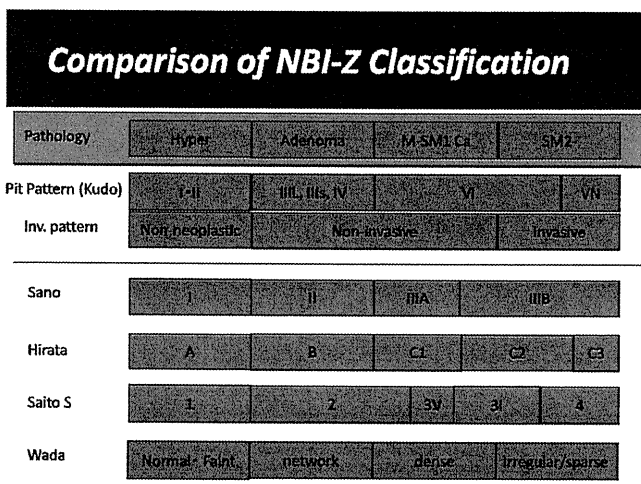 Comparison of NBI-Z Classification
Pathology Hyper Adenoma M-SM1 Ca SM2-
Pit Pattern (Kudo) I-II IIIL, IIIs, IV VI VN
Inv. pattern Non-neoplastic Non-invasive Invasive
Sano I II IIIA IIIB
Hirata A B C1 C2 C3
Saito S 1 2 3V 3I 4
Wada Normal- Faint network dense irregular/sparse